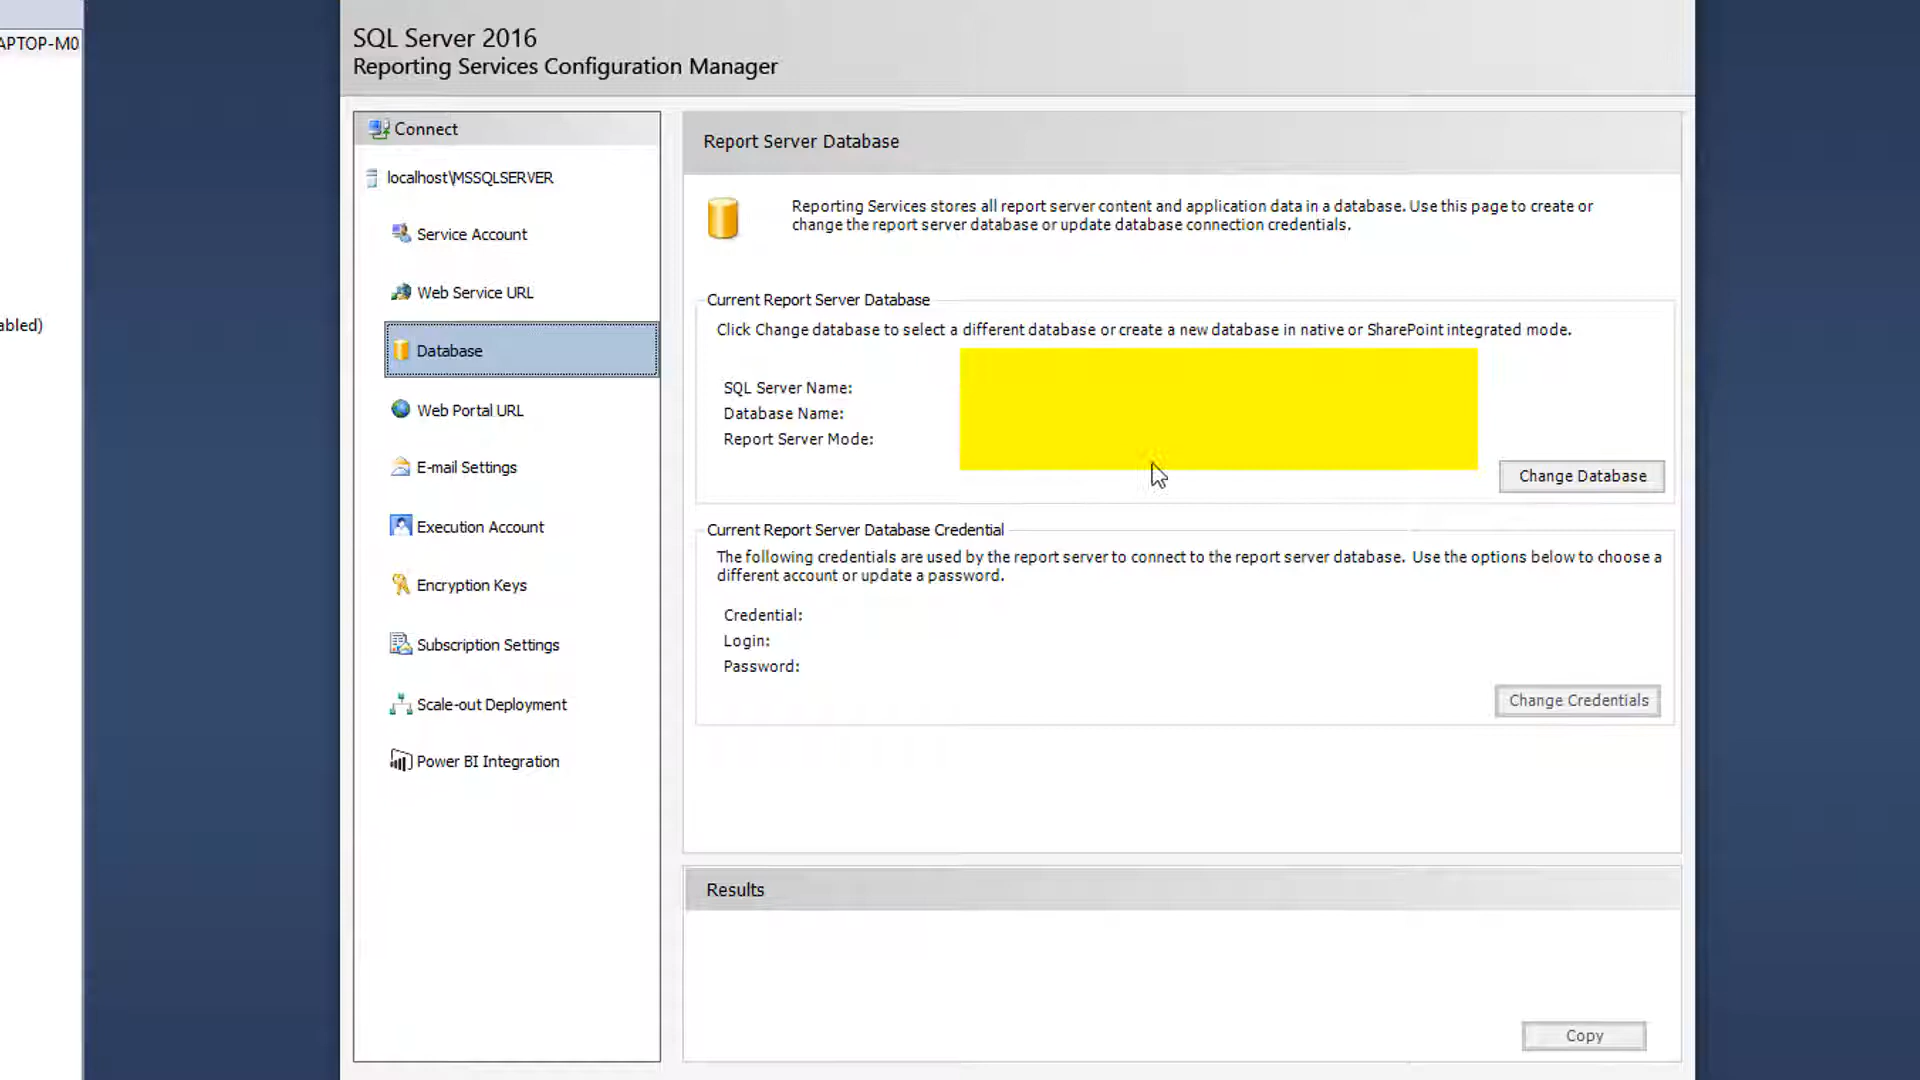 APTOP-M0
abled)
SQL Server 2016
Reporting Services Configuration Manager
Connect
localhost\MSSQLSERVER
Service Account
Web Service URL
Database
Web Portal URL
E-mail Settings
Execution Account
Encryption Keys
Subscription Settings
Scale-out Deployment
Power BI Integration
Report Server Database
Reporting Services stores all report server content and application data in a database. Use this page to create or
change the report server database or update database connection credentials.
Current Report Server Database
Click Change database to select a different database or create a new database in native or SharePoint integrated mode.
SQL Server Name:
Database Name:
Report Server Mode:
Change Database
Current Report Server Database Credential
The following credentials are used by the report server to connect to the report server database. Use the options below to choose a
different account or update a password.
Credential:
Login:
Password:
Change Credentials
Results
Copy